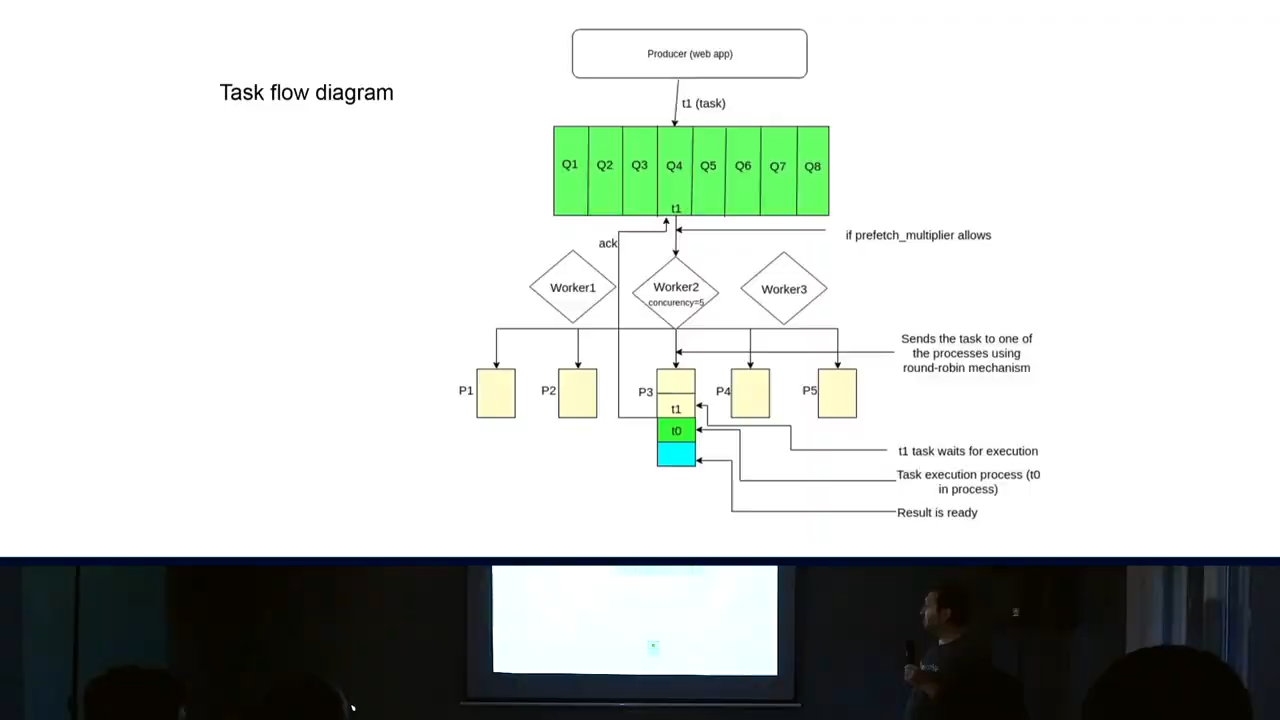 Producer (web app)
Task flow diagram
t1 (task)
Q1 Q2 Q3 Q4 Q5 Q6 Q7 Q8
t1
if prefetch_multiplier allows
ack
Worker1
Worker2
concurency=5
Worker3
Sends the task to one of
the processes using
round-robin mechanism
P1
P2
P3
P4
P5
t1
t0
t1 task waits for execution
Task execution process (t0
in process)
Result is ready